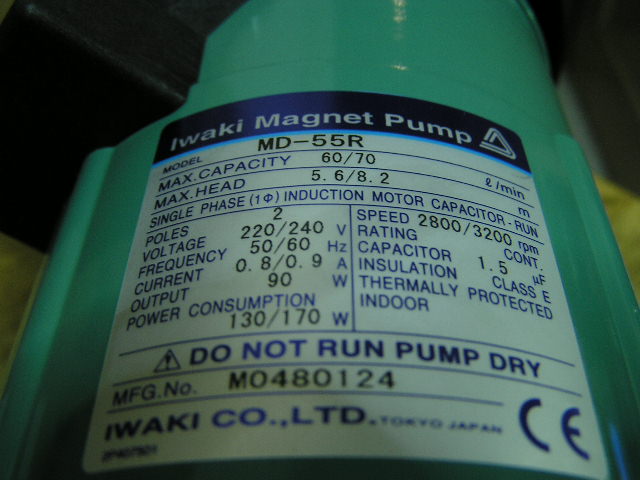 Iwaki Magnet Pump
MODEL MD-55R
MAX.CAPACITY 60/70 ℓ/min
MAX.HEAD 5.6/8.2 m
SINGLE PHASE (1Φ) INDUCTION MOTOR CAPACITOR-RUN
POLES 2
VOLTAGE 220/240 V
FREQUENCY 50/60 Hz
CURRENT 0.8/0.9 A
OUTPUT 90 W
POWER CONSUMPTION
130/170 W
SPEED 2800/3200 rpm
RATING CONT.
CAPACITOR 1.5 µF
INSULATION CLASS E
THERMALLY PROTECTED
INDOOR
DO NOT RUN PUMP DRY
MFG.No. M0480124
IWAKI CO.,LTD. TOKYO JAPAN
CE